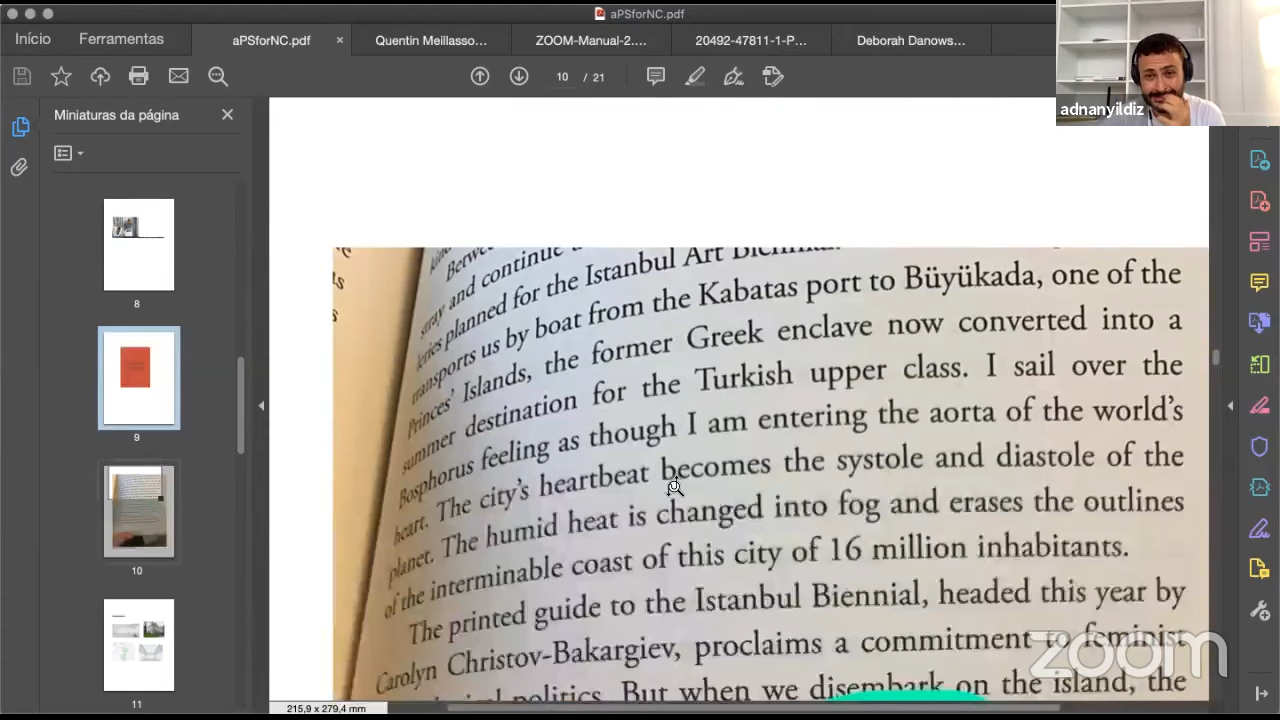 aPSforNC.pdf
Início
Ferramentas
aPSforNC.pdf
×
Quentin Meillasso...
ZOOM-Manual-2....
20492-47811-1-P...
Deborah Danows...
10 / 21
adnanyildiz
Miniaturas da página
8
9
10
11
stray and continue
planned for the Istanbul Art Biennial.
transports us by boat from the Kabatas port to Büyükada, one of the
Princes' Islands, the former Greek enclave now converted into a
summer destination for the Turkish upper class. I sail over the
Bosphorus feeling as though I am entering the aorta of the world's
heart. The city's heartbeat becomes the systole and diastole of the
planet. The humid heat is changed into fog and erases the outlines
of the interminable coast of this city of 16 million inhabitants.
The printed guide to the Istanbul Biennial, headed this year by
Carolyn Christov-Bakargiev, proclaims a commitment to feminist
politics. But when we disembark on the island, the
zoom
215,9 x 279,4 mm